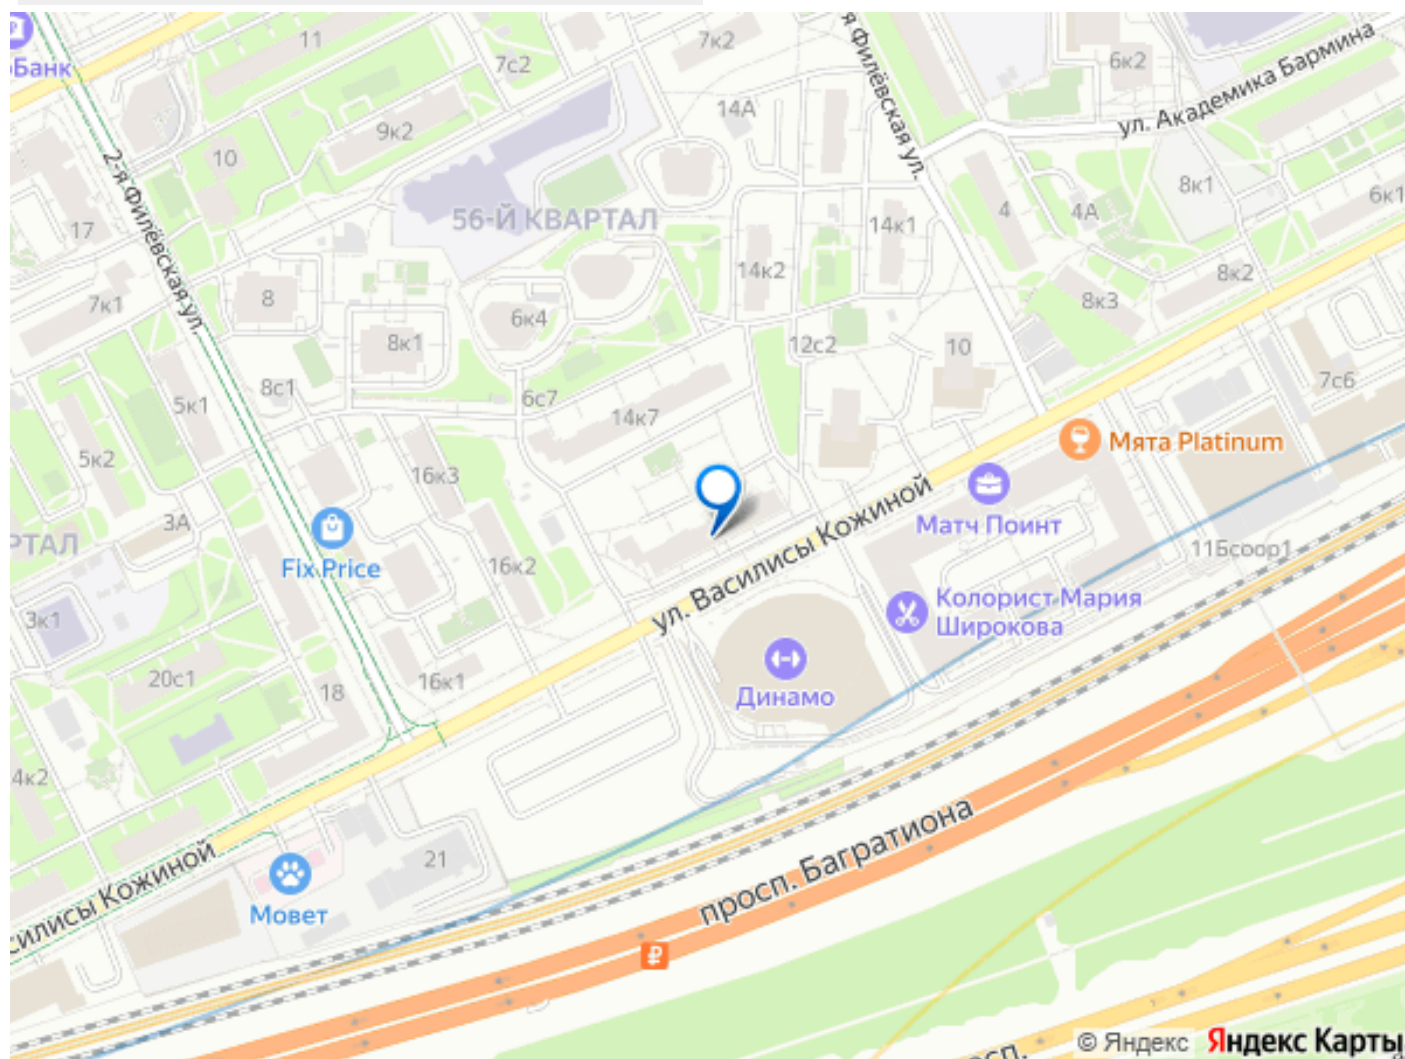 11
7к2
7с2
6к2
оБанк
14А
9к2
10
ул. Академика Бармина
-я Филёвская ул.
8к1
4
4А
6к1
17
56-Й КВАРТАЛ
14к1
2-я Филёвская ул.
14к2
8к2
7к1
8
6к4
8к3
8к1
12с2
10
8с1
6с7
7с6
5к1
14к7
5к2
Мята Platinum
16к3
3А
Матч Поинт
РТАЛ
11Бсоор1
Fix Price
16к2
ул. Василисы Кожиной
3к1
Колорист Мария
Широкова
20с1
16к1
18
Динамо
4к2
просп. Багратиона
21
силисы Кожиной
Мовет
₽
осп.
© Яндекс Яндекс Карты